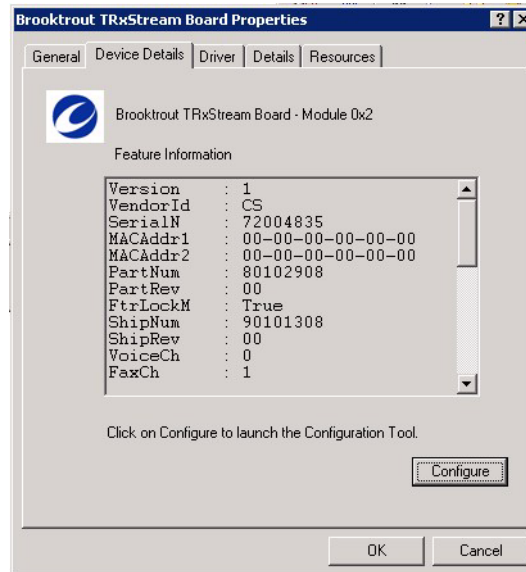 Brooktrout TRxStream Board Properties ? X
General Device Details Driver Details Resources
Brooktrout TRxStream Board - Module 0x2
Feature Information
Version : 1
VendorId : CS
SerialN : 72004835
MACAddr1 : 00-00-00-00-00-00
MACAddr2 : 00-00-00-00-00-00
PartNum : 80102908
PartRev : 00
FtrLockM : True
ShipNum : 90101308
ShipRev : 00
VoiceCh : 0
FaxCh : 1
Click on Configure to launch the Configuration Tool.
Configure
OK Cancel